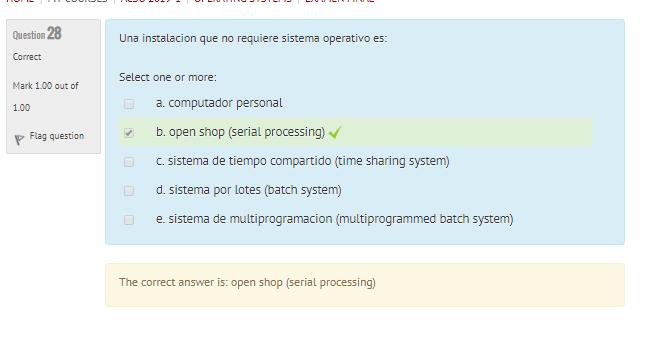 Question 28
Correct
Mark 1.00 out of
1.00
Flag question
Una instalacion que no requiere sistema operativo es:
Select one or more:
a. computador personal
b. open shop (serial processing)
c. sistema de tiempo compartido (time sharing system)
d. sistema por lotes (batch system)
e. sistema de multiprogramacion (multiprogrammed batch system)
The correct answer is: open shop (serial processing)